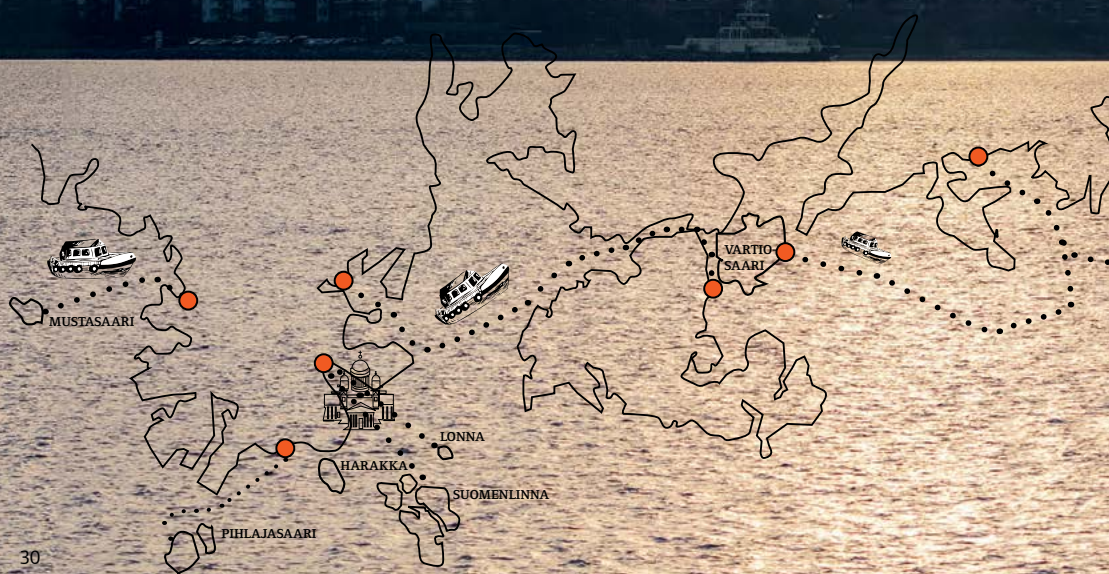 VARTIO-
SAARI
MUSTASAARI
LONNA
HARAKKA
SUOMENLINNA
PIHLAJASAARI
30